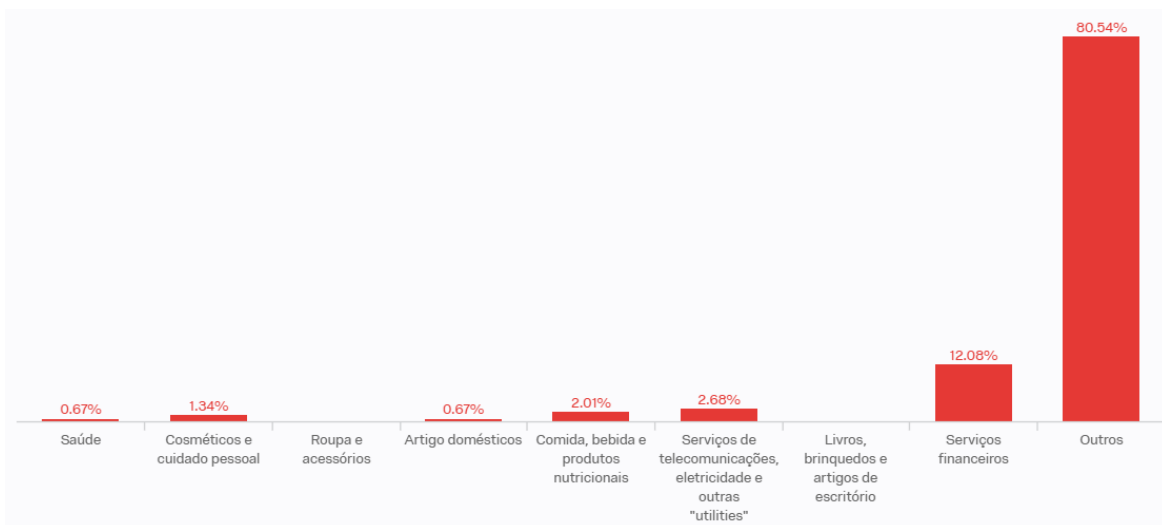 80.54%
12.08%
2.68%
2.01%
1.34%
0.67%
0.67%
Saúde
Cosméticos e
cuidado pessoal
Roupa e
acessórios
Artigo domésticos
Comida, bebida e
produtos
nutricionais
Serviços de
telecomunicações,
eletricidade e
outras
"utilities"
Livros,
brinquedos e
artigos de
escritório
Serviços
financeiros
Outros